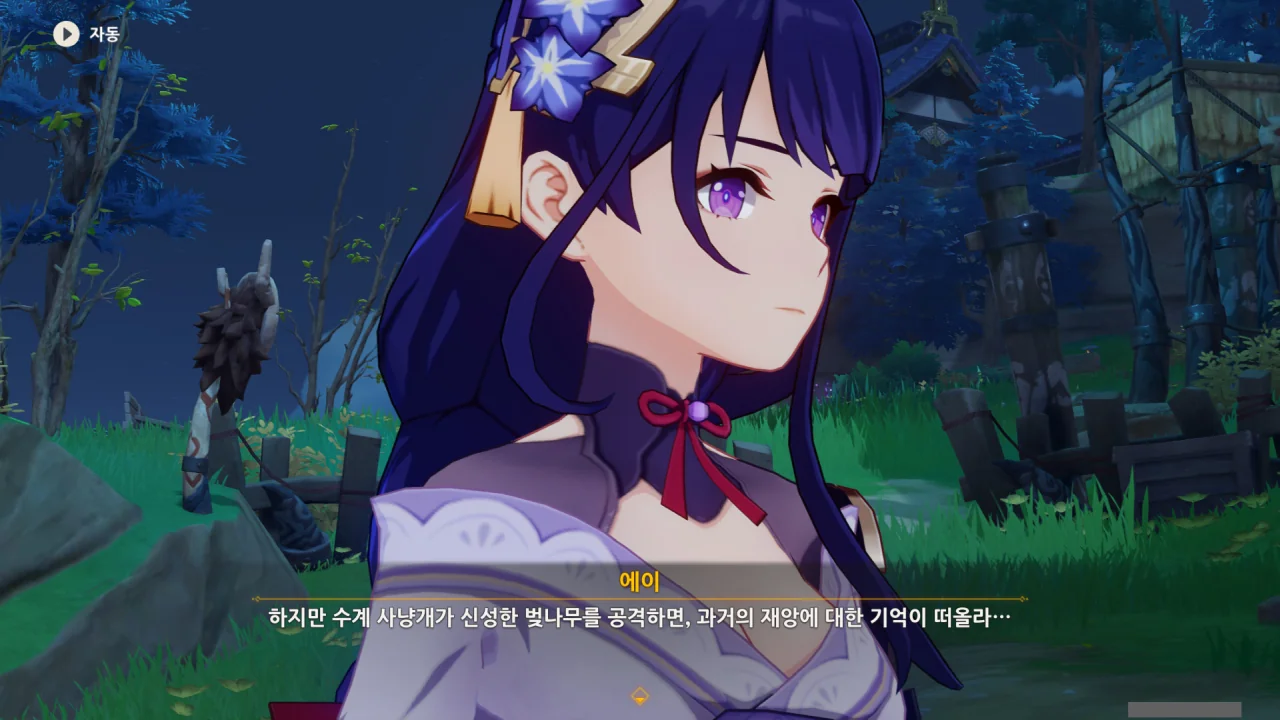 자동
에이
하지만 수계 사냥개가 신성한 벚나무를 공격하면, 과거의 재앙에 대한 기억이 떠올라…